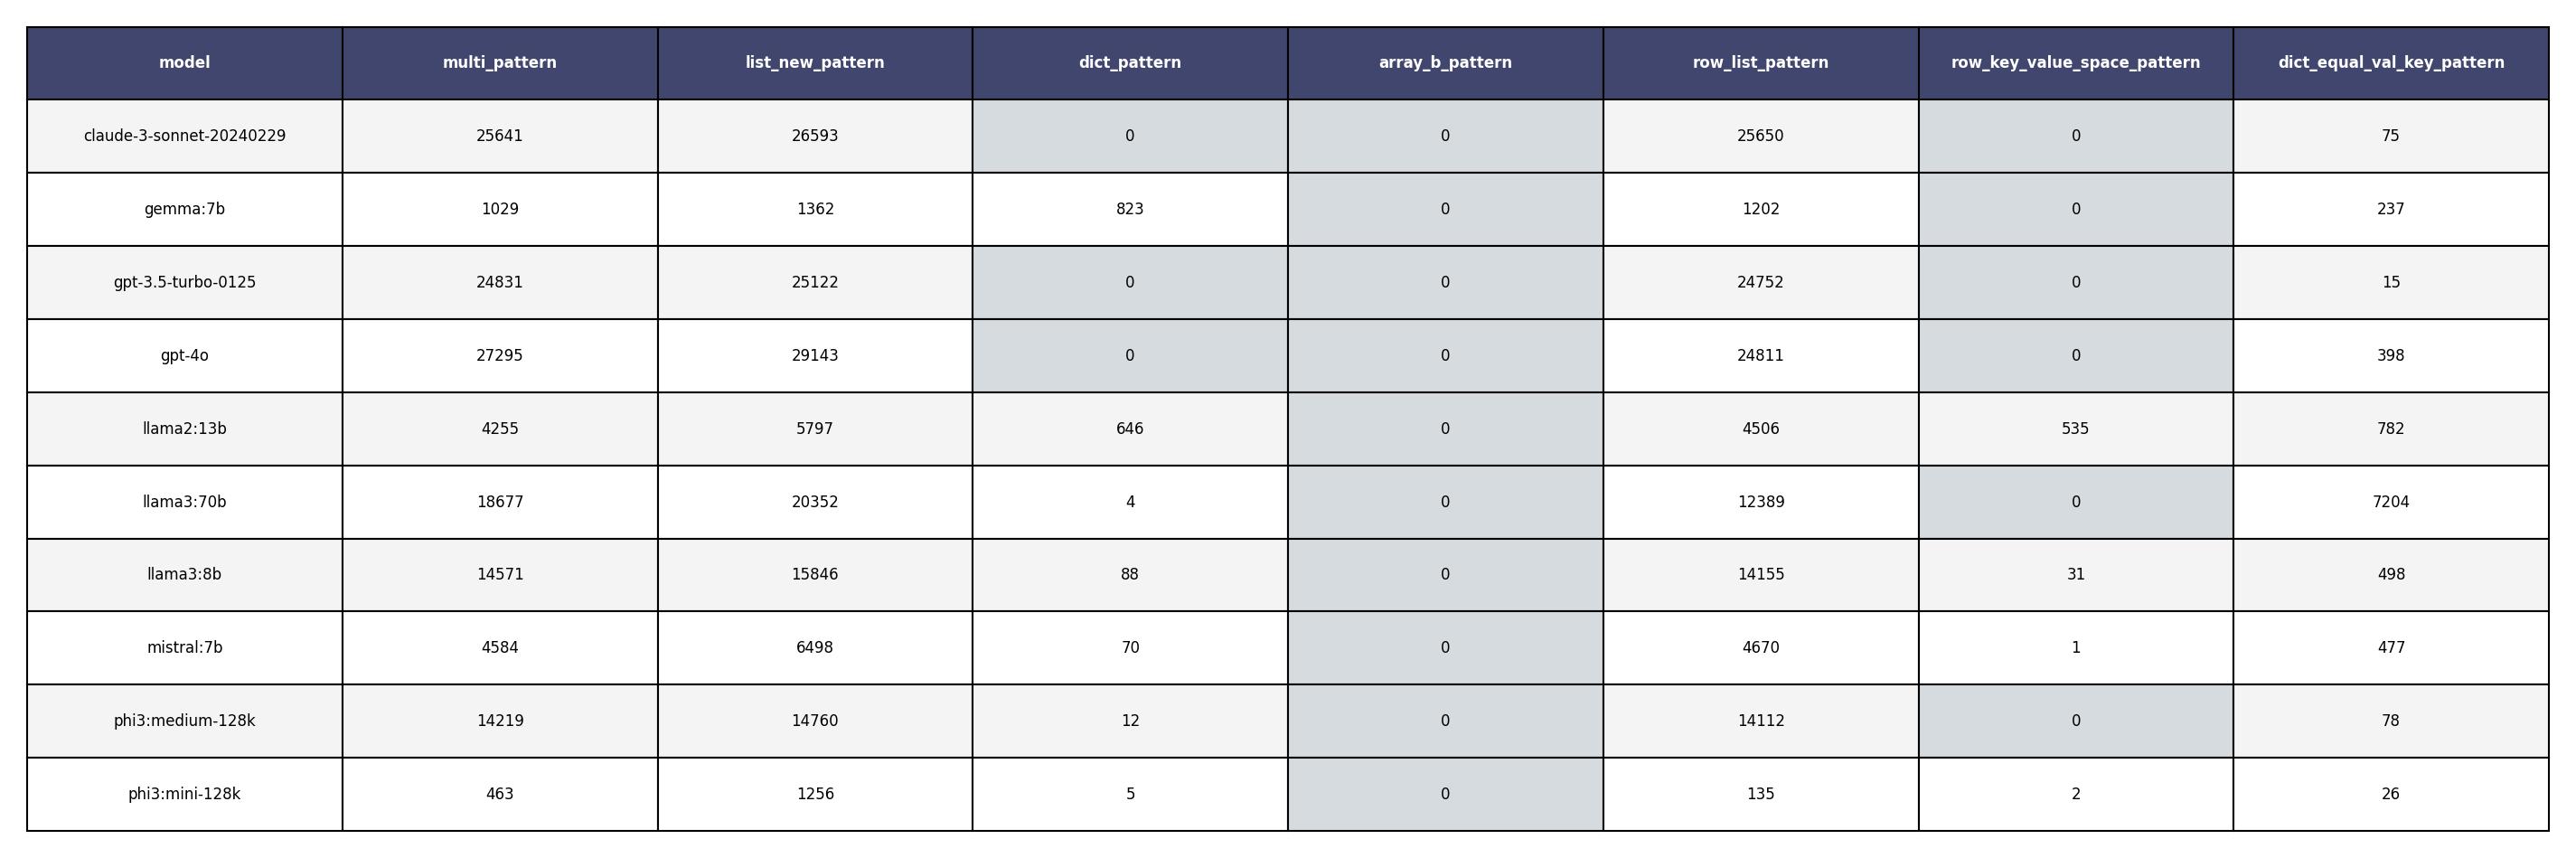 model multi_pattern list_new_pattern dict_pattern array_b_pattern row_list_pattern row_key_value_space_pattern dict_equal_val_key_pattern
claude-3-sonnet-20240229 25641 26593 0 0 25650 0 75
gemma:7b 1029 1362 823 0 1202 0 237
gpt-3.5-turbo-0125 24831 25122 0 0 24752 0 15
gpt-4o 27295 29143 0 0 24811 0 398
llama2:13b 4255 5797 646 0 4506 535 782
llama3:70b 18677 20352 4 0 12389 0 7204
llama3:8b 14571 15846 88 0 14155 31 498
mistral:7b 4584 6498 70 0 4670 1 477
phi3:medium-128k 14219 14760 12 0 14112 0 78
phi3:mini-128k 463 1256 5 0 135 2 26